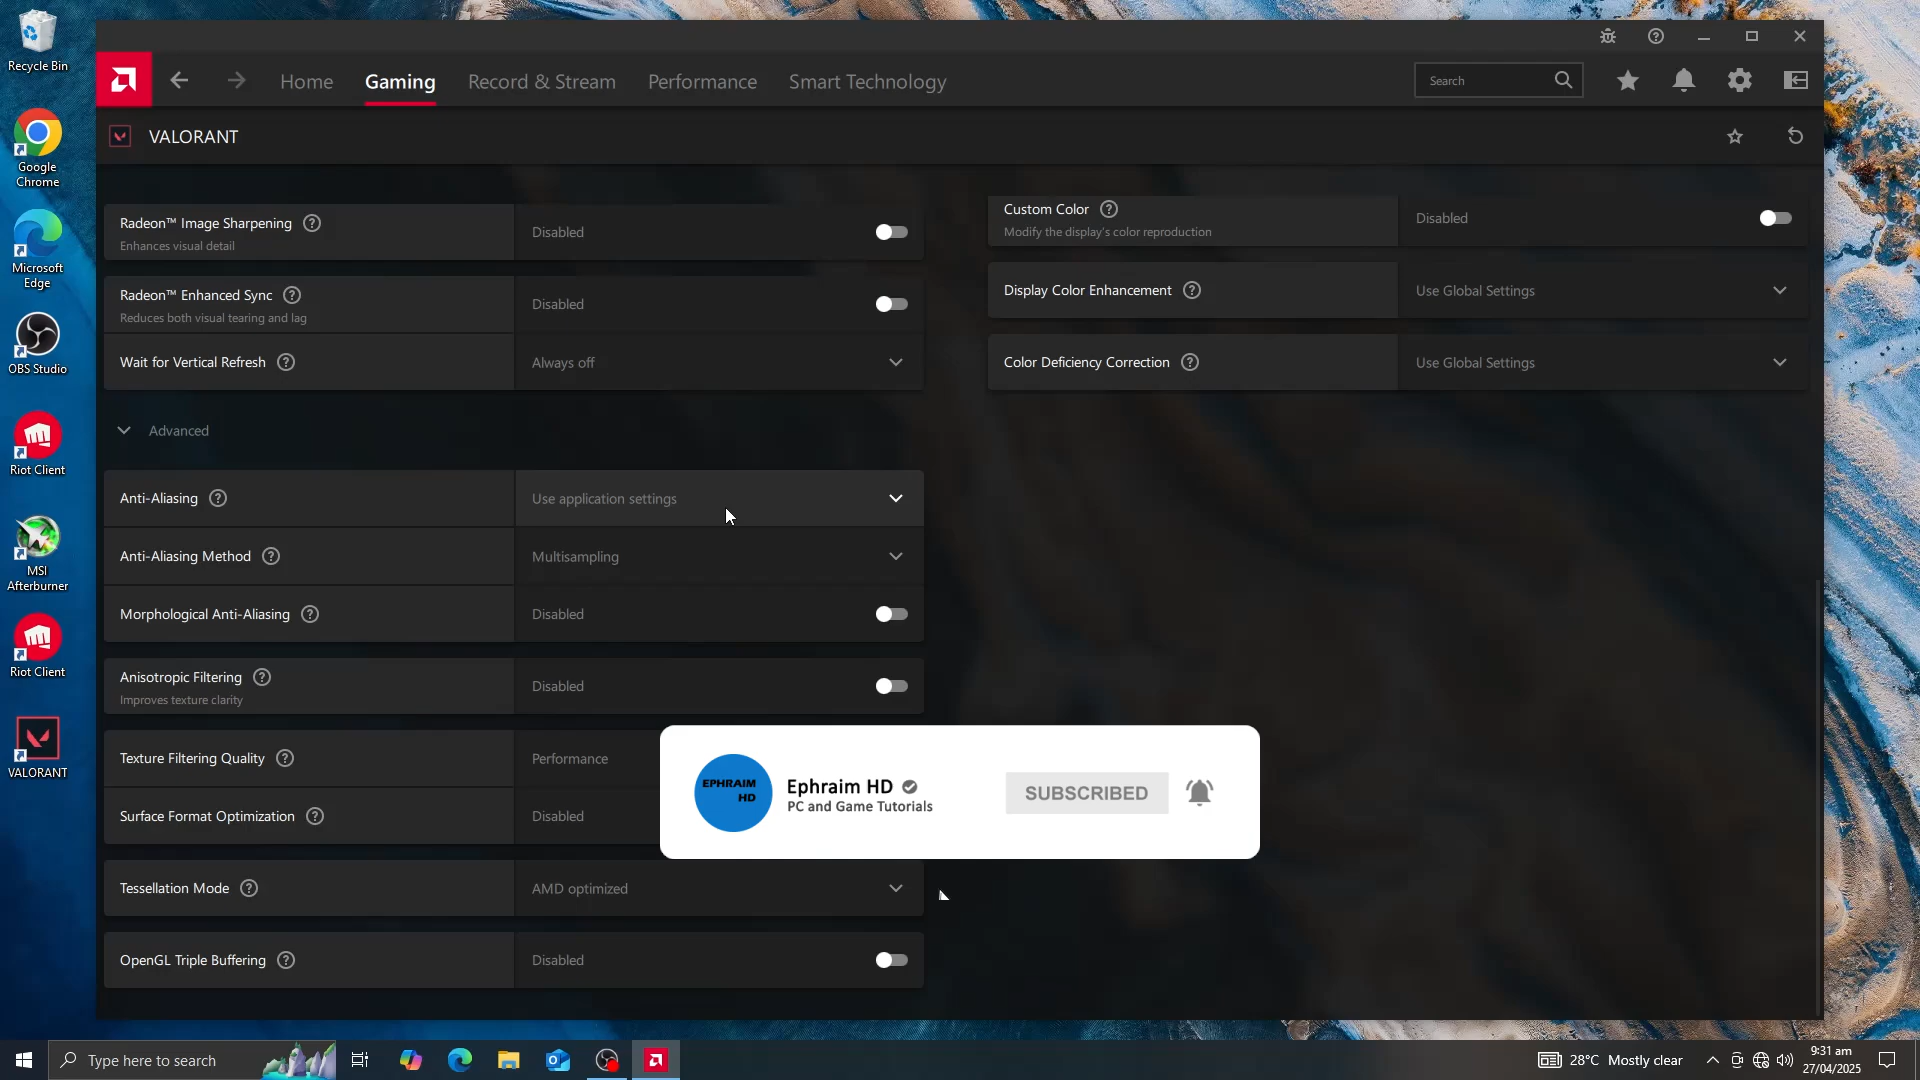 Recycle Bin
Google
Chrome
Microsoft
Edge
OBS Studio
Riot Client
MSI
Afterburner
Riot Client
VALORANT
Home
Gaming
Record & Stream
Performance
Smart Technology
Search
VALORANT
Radeon™ Image Sharpening
Enhances visual detail
Disabled
Radeon™ Enhanced Sync
Reduces both visual tearing and lag
Disabled
Wait for Vertical Refresh
Always off
Advanced
Anti-Aliasing
Use application settings
Anti-Aliasing Method
Multisampling
Morphological Anti-Aliasing
Disabled
Anisotropic Filtering
Improves texture clarity
Disabled
Texture Filtering Quality
Performance
Surface Format Optimization
Disabled
Tessellation Mode
AMD optimized
OpenGL Triple Buffering
Disabled
Custom Color
Modify the display's color reproduction
Disabled
Display Color Enhancement
Use Global Settings
Color Deficiency Correction
Use Global Settings
EPHRAIM
HD
Ephraim HD
PC and Game Tutorials
SUBSCRIBED
Type here to search
28°C Mostly clear
9:31 am
27/04/2025